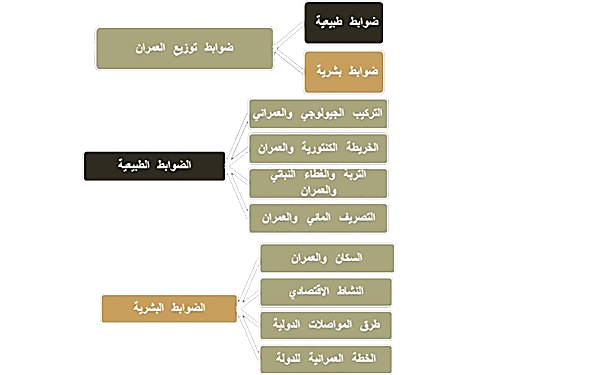 ضوابط طبيعية
ضوابط توزيع العمران
ضوابط بشرية
التركيب الجيولوجي والعمراني
الخريطة الكنتورية والعمران
الضوابط الطبيعية
التربة والغطاء النباتي
والعمران
التصريف المائي والعمران
السكان والعمران
النشاط الاقتصادي
الضوابط البشرية
طرق المواصلات الدولية
الخطة العمرانية للدولة